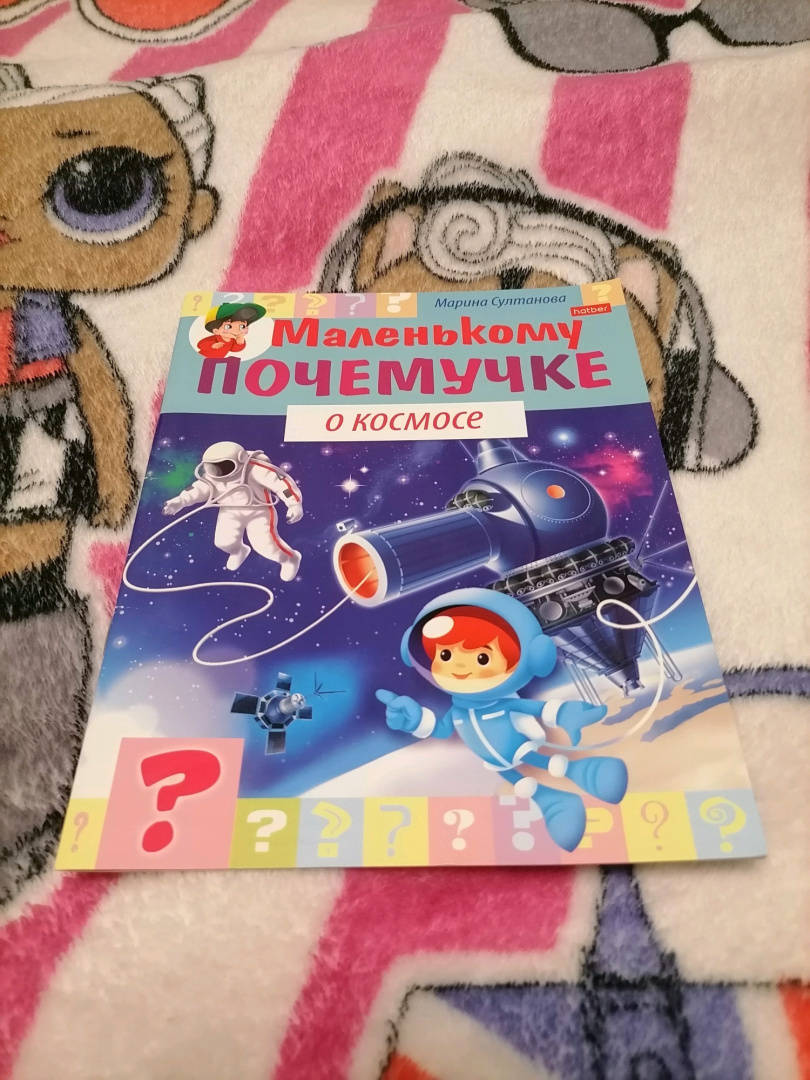 Марина Султанова
hatber
Маленькому
ПОЧЕМУЧКЕ
о космосе
?
? ? ? ? ? ? ? ?